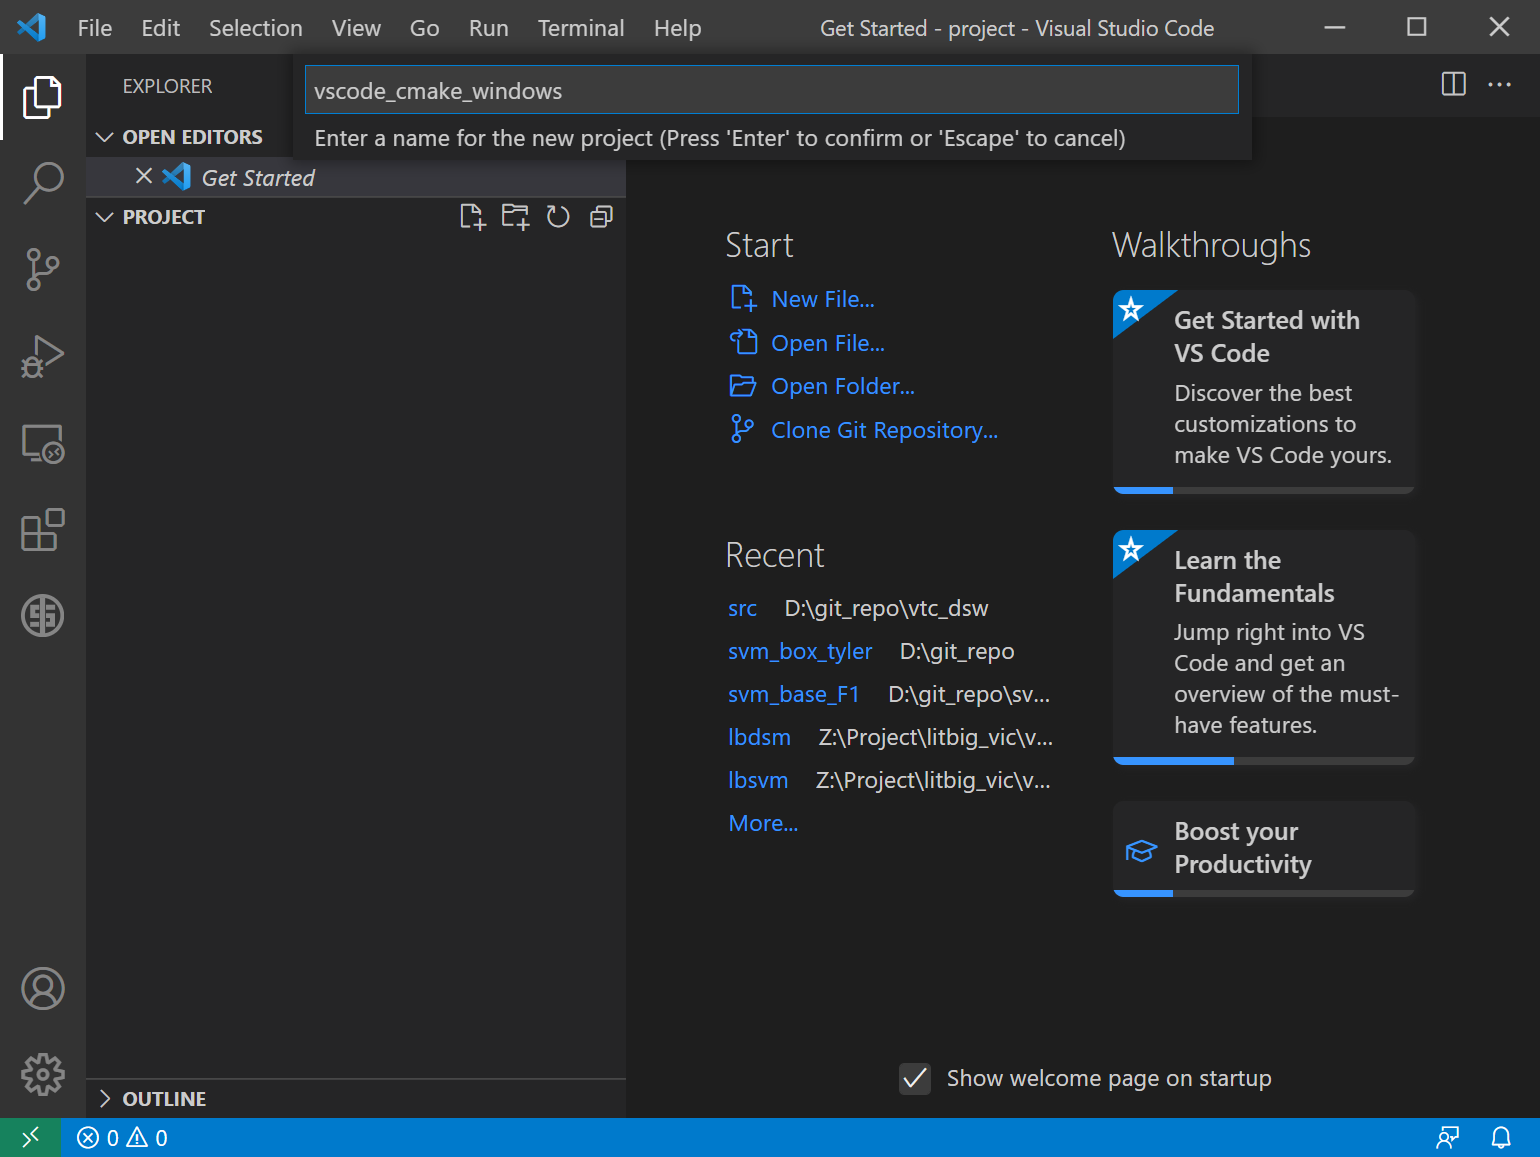 File Edit Selection View Go Run Terminal Help Get Started - project - Visual Studio Code
vscode_cmake_windows
Enter a name for the new project (Press 'Enter' to confirm or 'Escape' to cancel)
EXPLORER
OPEN EDITORS
Get Started
PROJECT
Start
New File...
Open File...
Open Folder...
Clone Git Repository...
Recent
src D:\git_repo\vtc_dsw
svm_box_tyler D:\git_repo
svm_base_F1 D:\git_repo\sv...
lbdsm Z:\Project\litbig_vic\v...
lbsvm Z:\Project\litbig_vic\v...
More...
Walkthroughs
Get Started with
VS Code
Discover the best
customizations to
make VS Code yours.
Learn the
Fundamentals
Jump right into VS
Code and get an
overview of the must-
have features.
Boost your
Productivity
Show welcome page on startup
OUTLINE
0 0